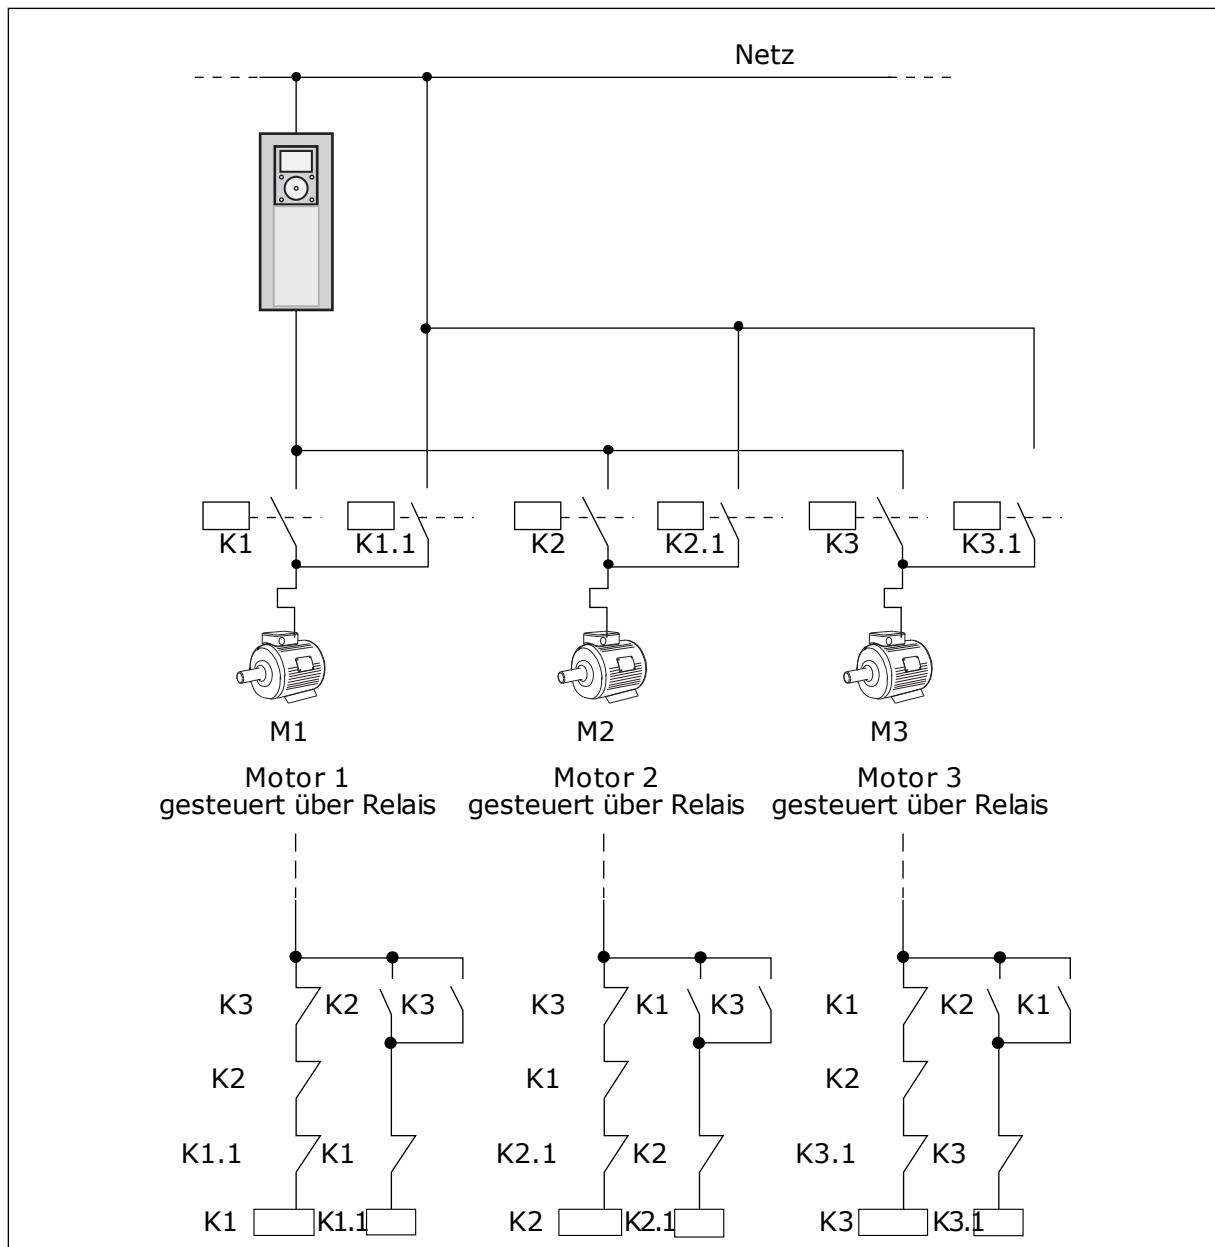 Netz
K1
K1.1
K2
K2.1
K3
K3.1
M1
M2
M3
Motor 1
gesteuert über Relais
Motor 2
gesteuert über Relais
Motor 3
gesteuert über Relais
K3
K2
K3
K3
K1
K3
K1
K2
K1
K2
K1
K2
K1.1
K1
K2.1
K2
K3.1
K3
K1
K1.1
K2
K2.1
K3
K3.1